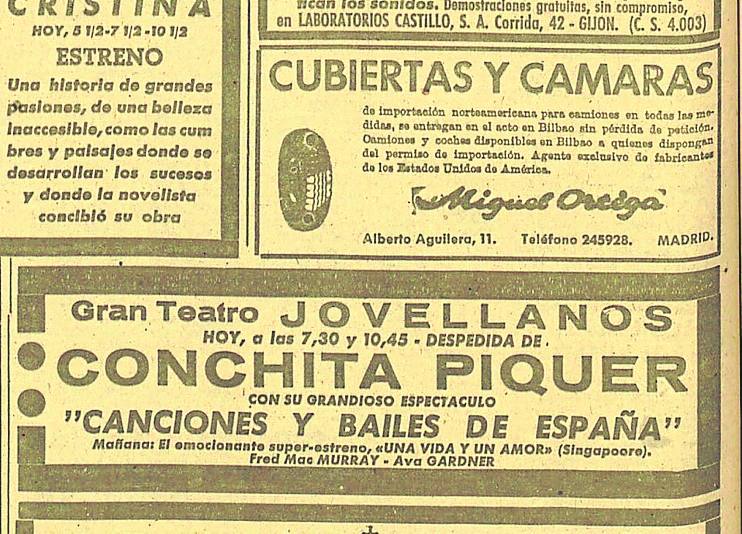 CRISTINA
HOY, 5 1/2-7 1/2-10 1/2
ESTRENO
Una historia de grandes
pasiones, de una belleza
inaccesible, como las cum
bres y paisajes donde se
desarrollan los sucesos
y donde la novelista
concibió su obra
fican los sonidos. Demostraciones gratuitas, sin compromiso,
en LABORATORIOS CASTILLO, S. A. Corrida, 42 - GIJON. (C. S. 4.003)
CUBIERTAS Y CAMARAS
de importación norteamericana para camiones en todas las me-
didas, se entregan en el acto en Bilbao sin pérdida de petición.
Camiones y coches disponibles en Bilbao a quienes dispongan
del permiso de importación. Agente exclusivo de fabricantes
de los Estados Unidos de América.
Miguel Ortega
Alberto Aguilera, 11. Teléfono 245928. MADRID.
Gran Teatro JOVELLANOS
HOY, a las 7,30 y 10,45 - DESPEDIDA DE
CONCHITA PIQUER
CON SU GRANDIOSO ESPECTACULO
"CANCIONES Y BAILES DE ESPAÑA"
Mañana: El emocionante super-estreno, «UNA VIDA Y UN AMOR» (Singapoore).
Fred Mac MURRAY - Ava GARDNER